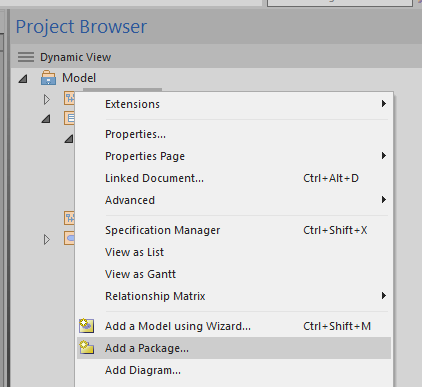 Project Browser
Dynamic View
Model
Extensions
Properties...
Properties Page
Linked Document... Ctrl+Alt+D
Advanced
Specification Manager Ctrl+Shift+X
View as List
View as Gantt
Relationship Matrix
Add a Model using Wizard... Ctrl+Shift+M
Add a Package...
Add Diagram...